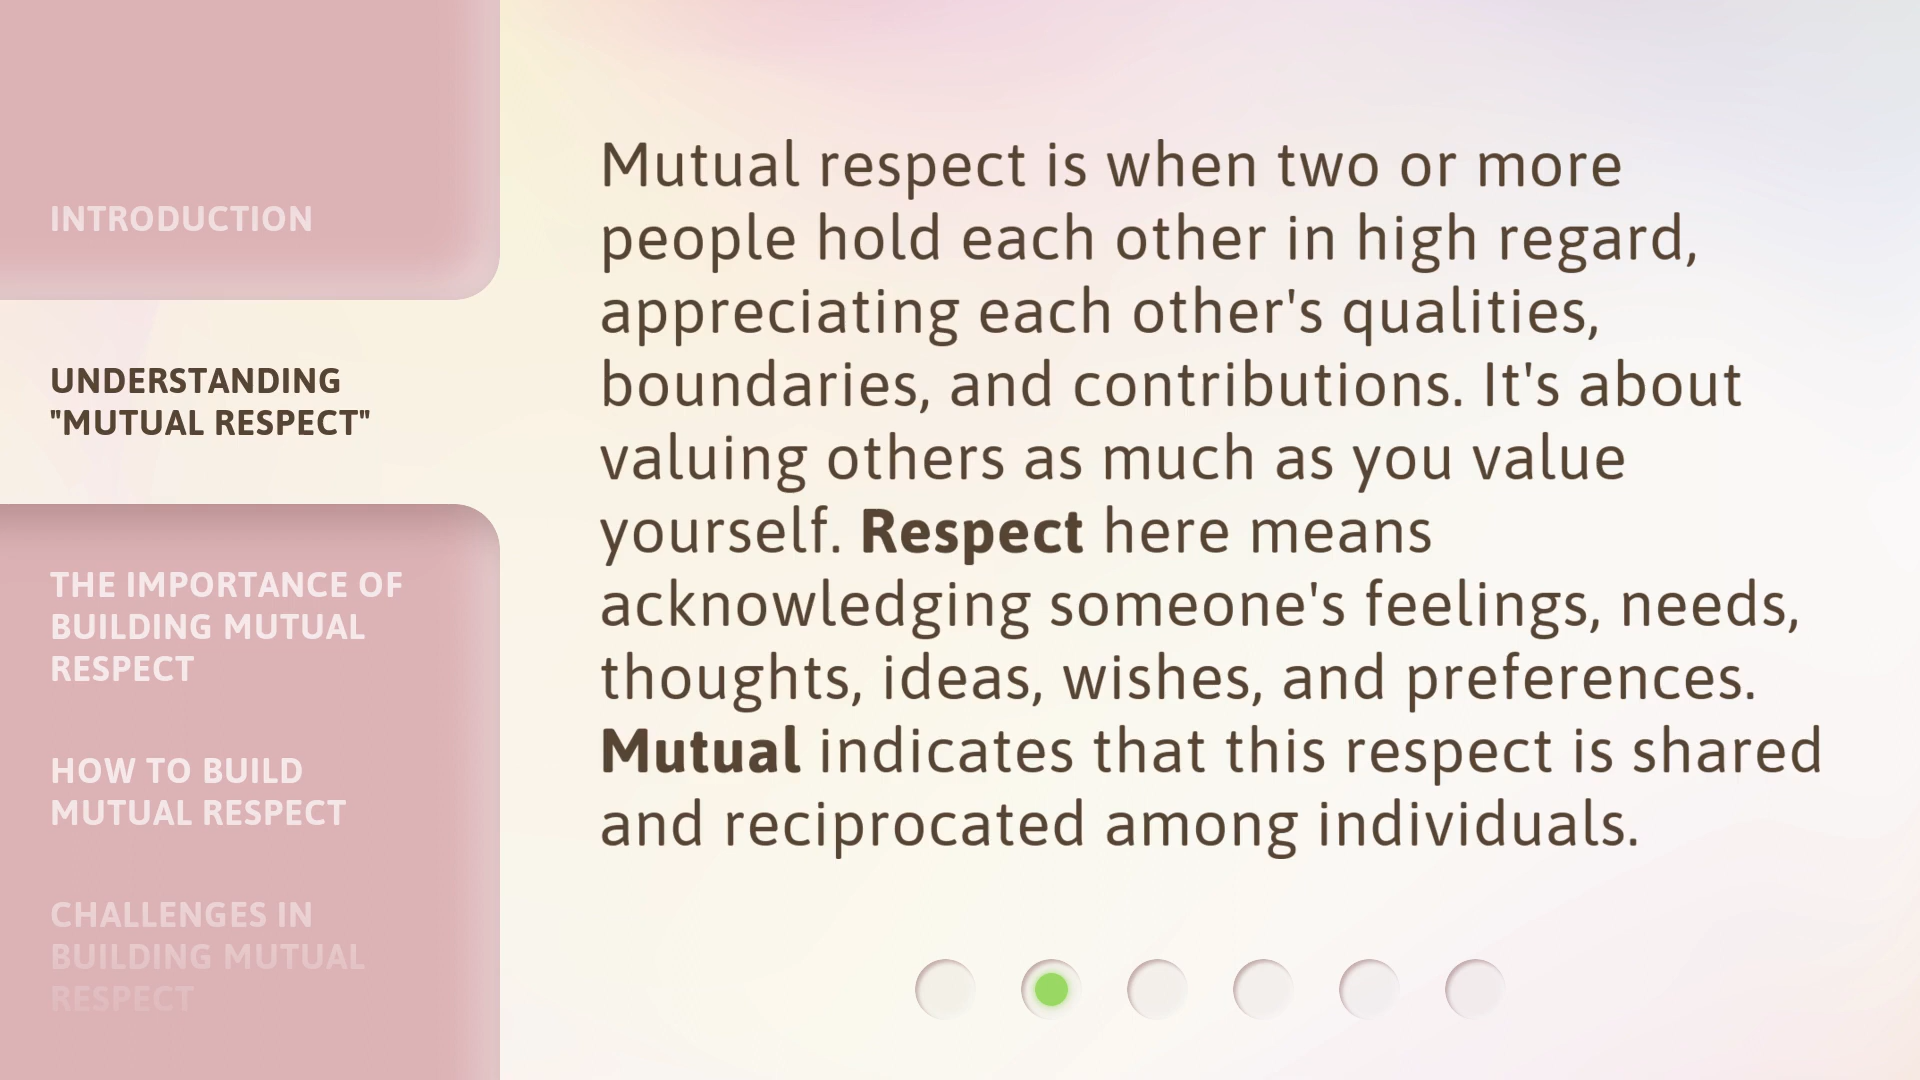 INTRODUCTION
UNDERSTANDING
"MUTUAL RESPECT"
THE IMPORTANCE OF
BUILDING MUTUAL
RESPECT
HOW TO BUILD
MUTUAL RESPECT
CHALLENGES IN
BUILDING MUTUAL
RESPECT
Mutual respect is when two or more
people hold each other in high regard,
appreciating each other's qualities,
boundaries, and contributions. It's about
valuing others as much as you value
yourself. Respect here means
acknowledging someone's feelings, needs,
thoughts, ideas, wishes, and preferences.
Mutual indicates that this respect is shared
and reciprocated among individuals.